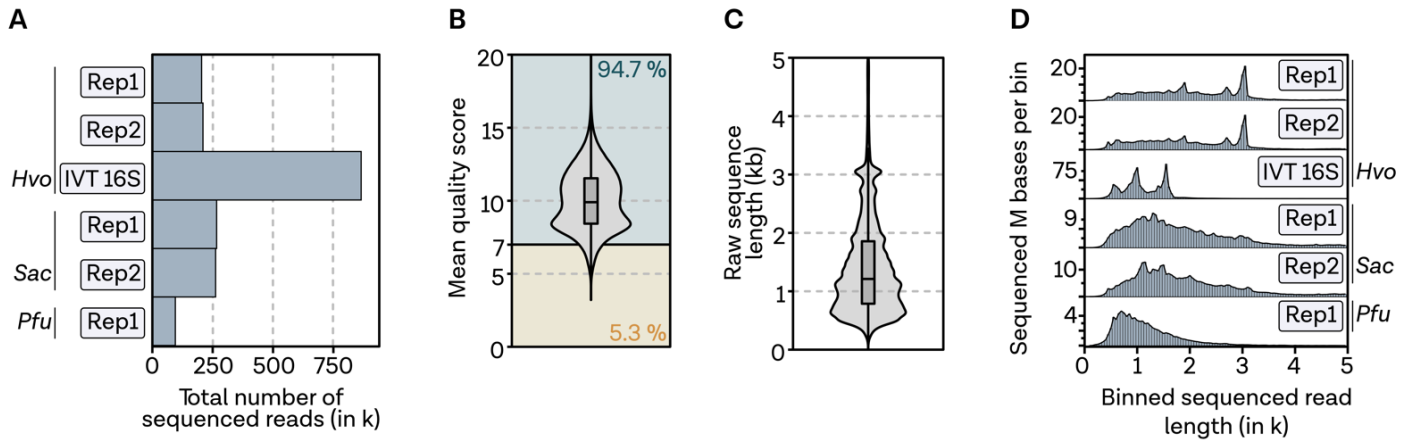 A
Hvo
Rep1
Rep2
IVT 16S
Sac
Rep1
Rep2
Pfu
Rep1
0 250 500 750
Total number of
sequenced reads (in k)
B
Mean quality score
20
15
10
7
5
0
94.7 %
5.3 %
C
Raw sequence
length (kb)
5
4
3
2
1
0
D
Sequenced M bases per bin
20
Rep1
20
Rep2
75
IVT 16S
Hvo
9
Rep1
10
Rep2
Sac
4
Rep1
Pfu
0 1 2 3 4 5
Binned sequenced read
length (in k)